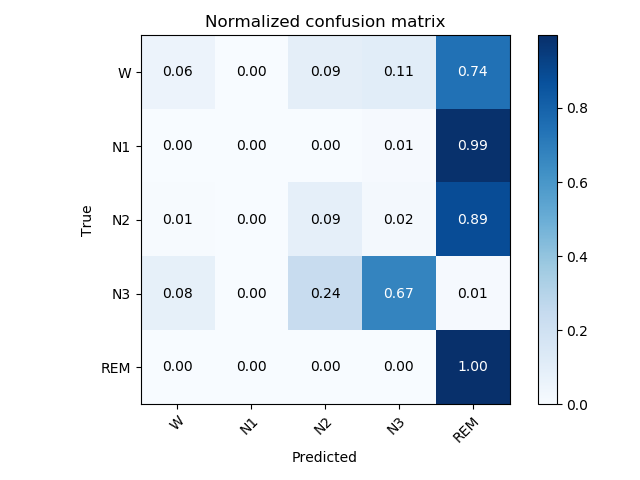 Normalized confusion matrix
W 0.06 0.00 0.09 0.11 0.74
N1 0.00 0.00 0.00 0.01 0.99
N2 0.01 0.00 0.09 0.02 0.89
N3 0.08 0.00 0.24 0.67 0.01
REM 0.00 0.00 0.00 0.00 1.00
W N1 N2 N3 REM
Predicted
True
0.8
0.6
0.4
0.2
0.0